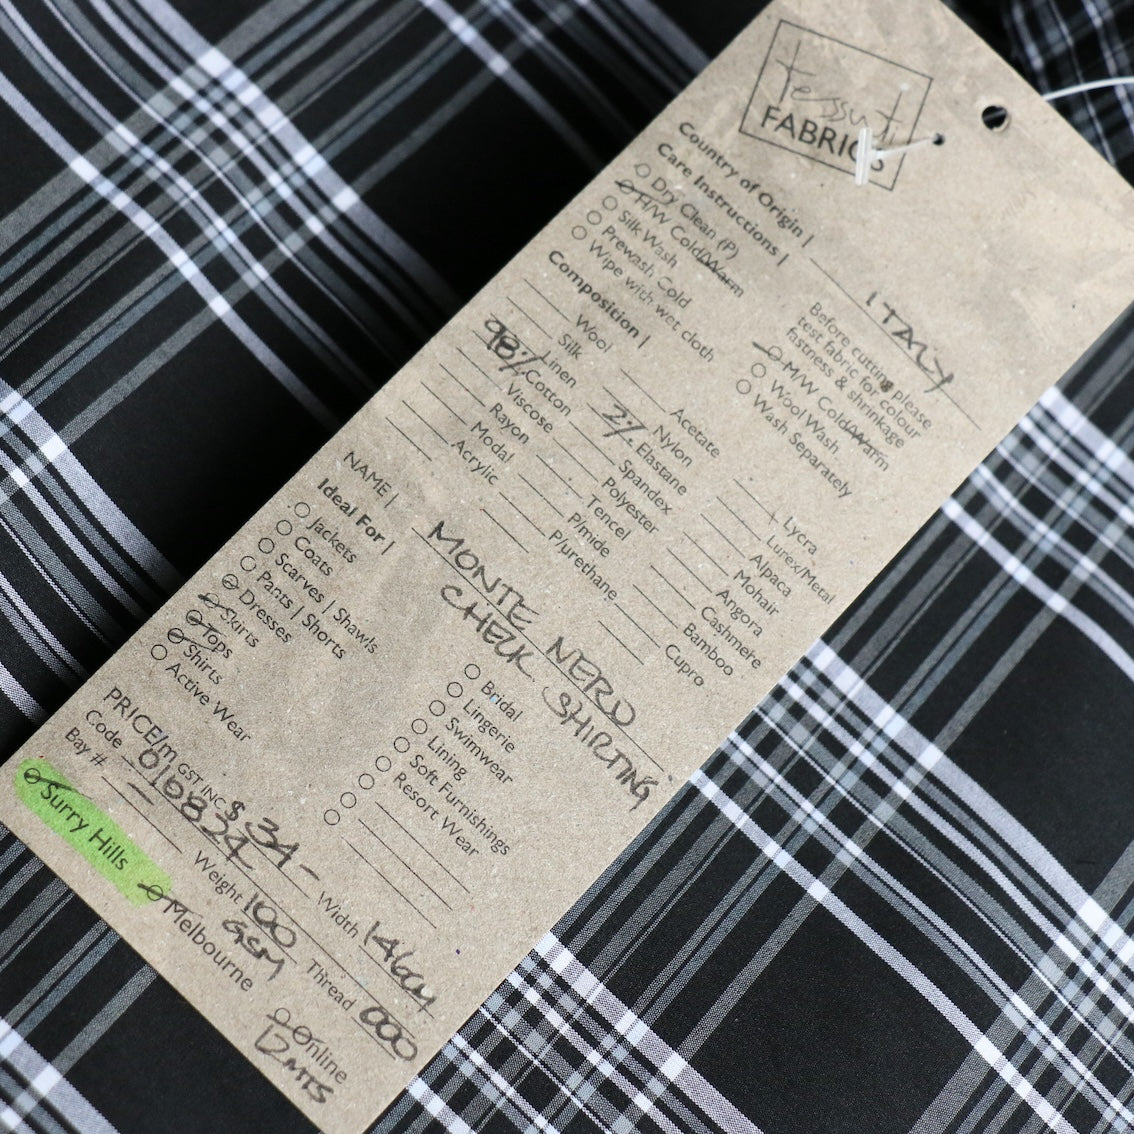 tessuti
FABRICS
Country of Origin | ITALY
Care Instructions |
Dry Clean (P)
H/W Cold/Warm
Silk Wash
Prewash Cold
Wipe with wet cloth
Before cutting please
test fabric for colour
fastness & shrinkage
M/W Cold/Warm
Wool Wash
Wash Separately
Composition |
Wool
Silk
Linen
98% Cotton
Viscose
Rayon
Modal
Acrylic
Acetate
Nylon
2% Elastane
Spandex
Polyester
Tencel
P/mide
P/urethane
Lycra
Lurex/Metal
Alpaca
Mohair
Angora
Cashmere
Bamboo
Cupro
NAME | MONTE NERO
CHECK SHIRTING
Ideal For |
Jackets
Coats
Scarves | Shawls
Pants | Shorts
Dresses
Skirts
Tops
Shirts
Active Wear
Bridal
Lingerie
Swimwear
Lining
Soft Furnishings
Resort Wear
PRICE/m GST INC $34-
Width 146cm
Code 016834
Weight 100
GSM
Thread 000
Bay # -
Surry Hills
Melbourne
Online
12 MTS